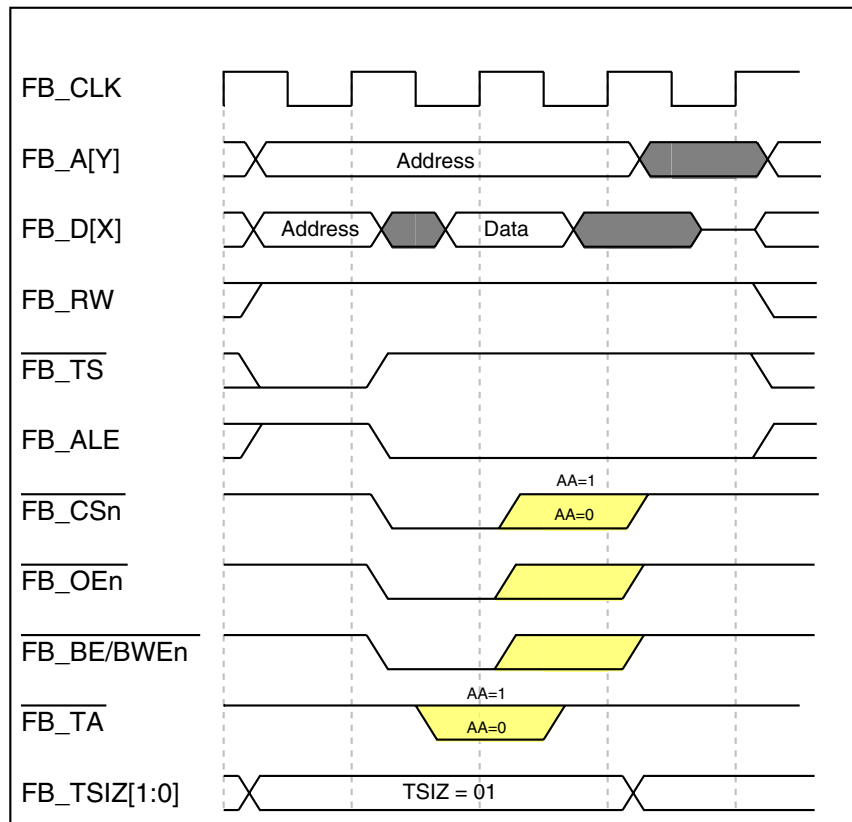 FB_CLK
FB_A[Y]
Address
FB_D[X]
Address
Data
FB_RW
FB_TS
FB_ALE
AA=1
FB_CSn
AA=0
FB_OEn
FB_BE/BWEn
AA=1
FB_TA
AA=0
FB_TSIZ[1:0]
TSIZ = 01